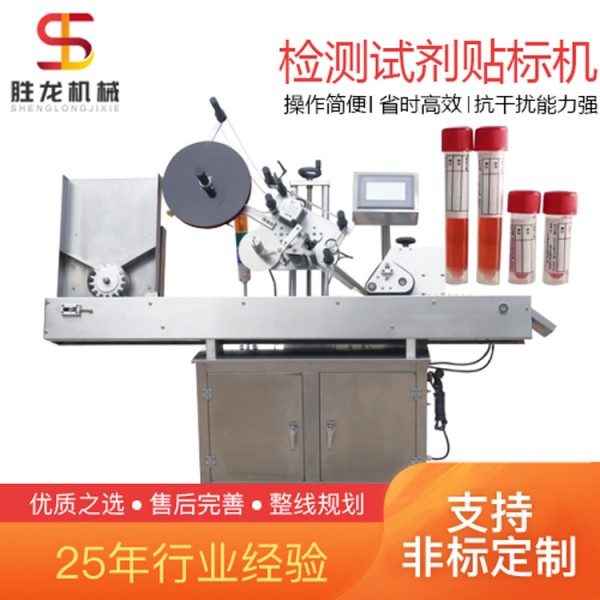 胜龙机械
SHENGLONGJIXIE
检测试剂贴标机
操作简便| 省时高效 |抗干扰能力强
优质之选 ● 售后完善 ● 整线规划
25年行业经验
支持
非标定制